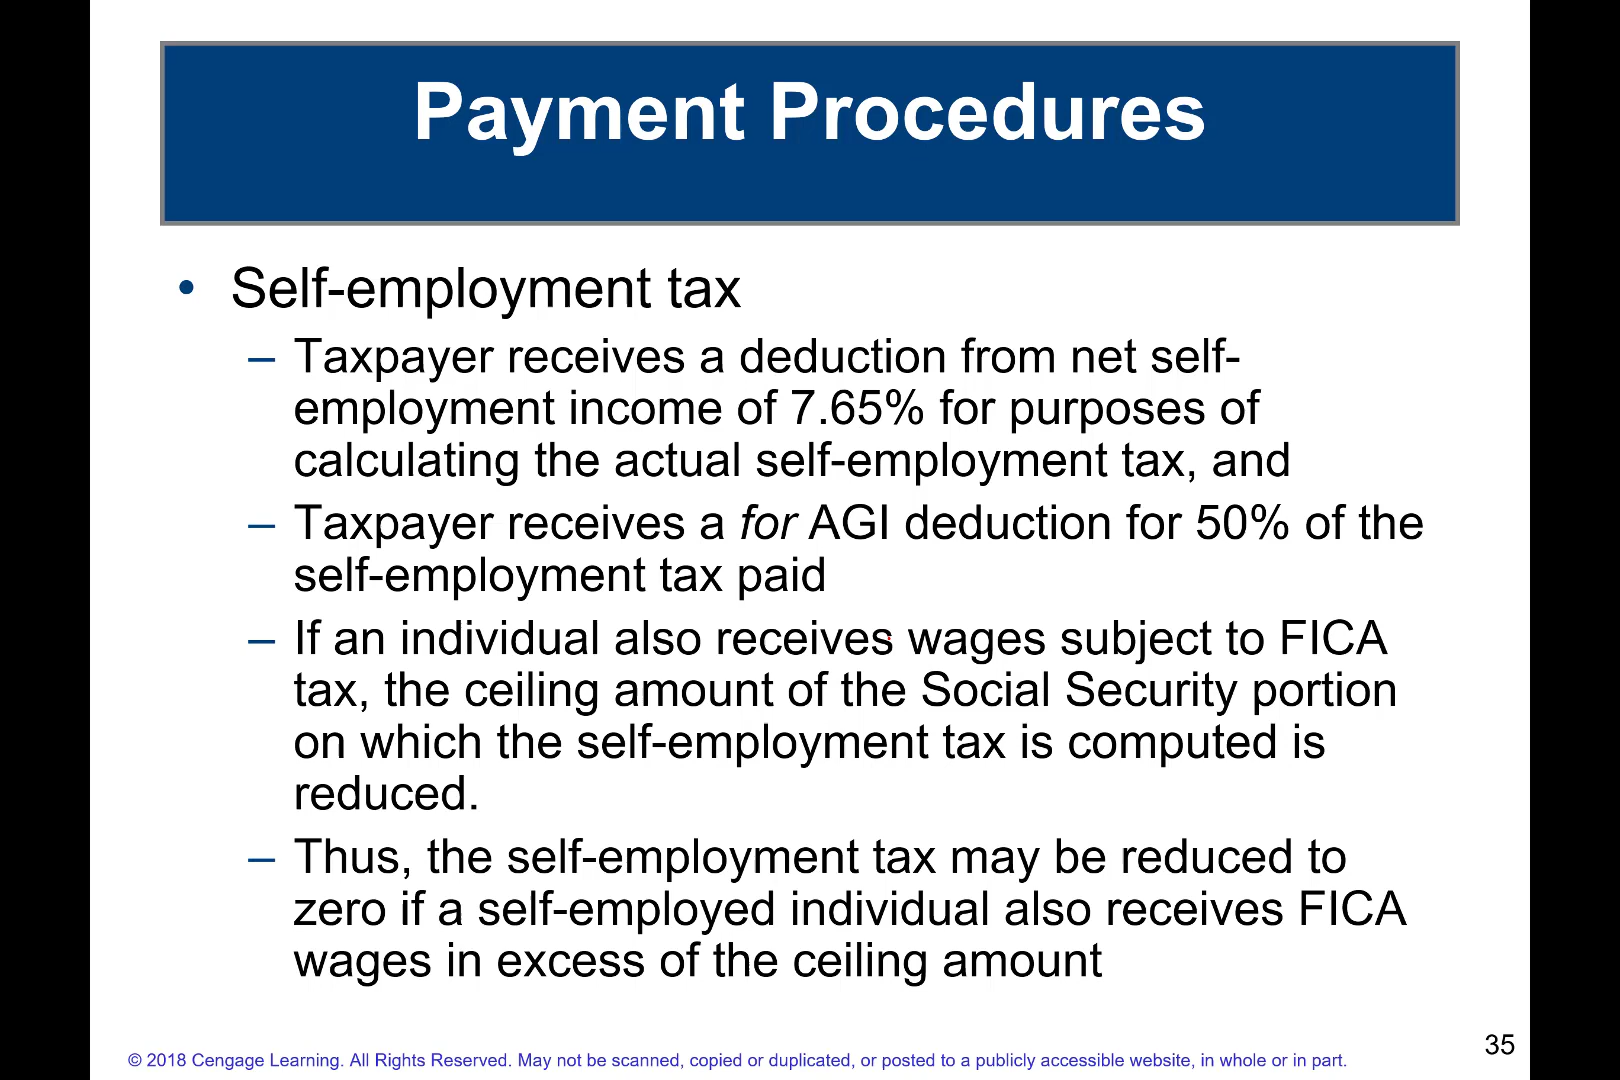 Payment Procedures
• Self-employment tax
– Taxpayer receives a deduction from net self-
employment income of 7.65% for purposes of
calculating the actual self-employment tax, and
– Taxpayer receives a for AGI deduction for 50% of the
self-employment tax paid
– If an individual also receives wages subject to FICA
tax, the ceiling amount of the Social Security portion
on which the self-employment tax is computed is
reduced.
– Thus, the self-employment tax may be reduced to
zero if a self-employed individual also receives FICA
wages in excess of the ceiling amount
© 2018 Cengage Learning. All Rights Reserved. May not be scanned, copied or duplicated, or posted to a publicly accessible website, in whole or in part.
35